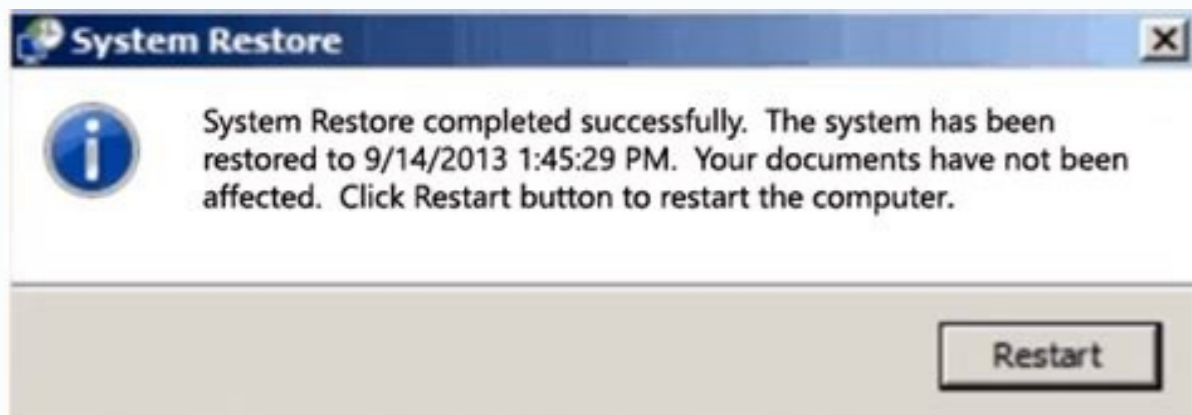 System Restore
System Restore completed successfully. The system has been
restored to 9/14/2013 1:45:29 PM. Your documents have not been
affected. Click Restart button to restart the computer.
Restart